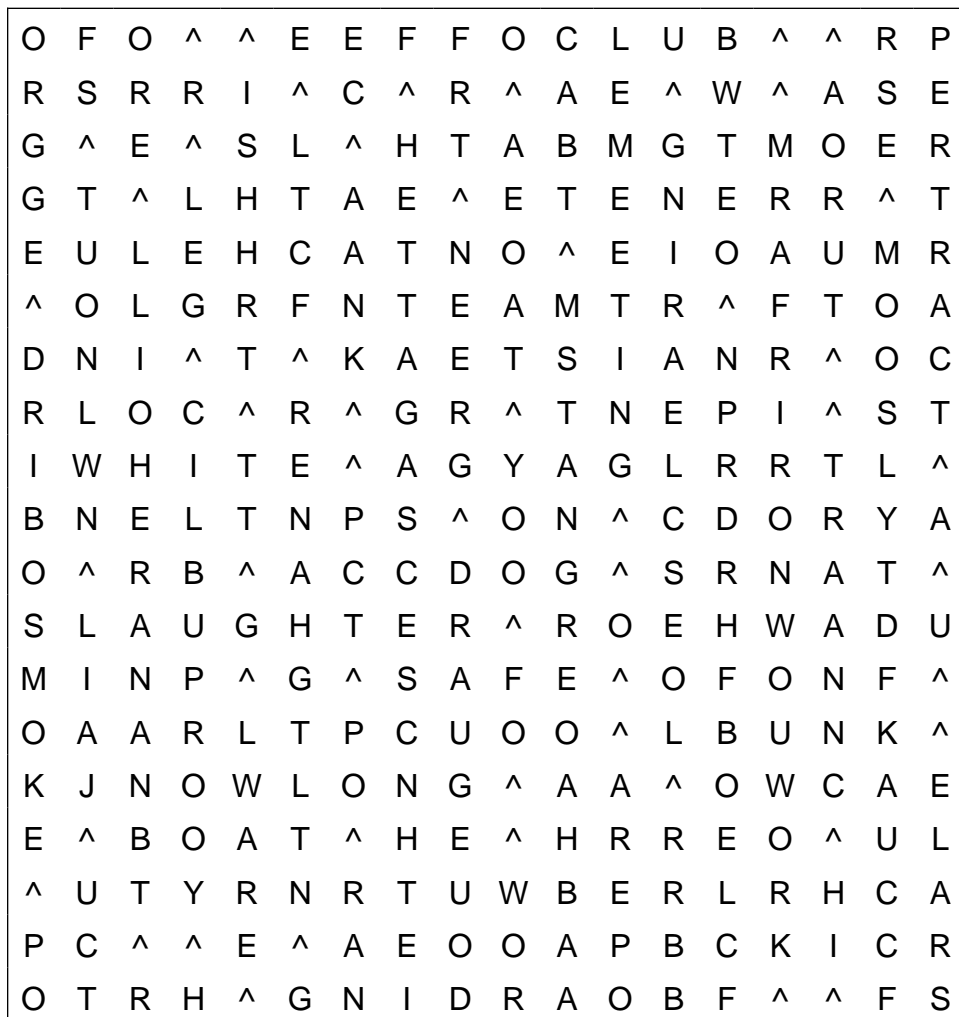 O F O ^ ^ E E F F O C L U B ^ ^ R P
R S R R I ^ C ^ R ^ A E ^ W ^ A S E
G ^ E ^ S L ^ H T A B M G T M O E R
G T ^ L H T A E ^ E T E N E R R ^ T
E U L E H C A T N O ^ E I O A U M R
^ O L G R F N T E A M T R ^ F T O A
D N I ^ T ^ K A E T S I A N R ^ O C
R L O C ^ R ^ G R ^ T N E P I ^ S T
I W H I T E ^ A G Y A G L R R T L ^
B N E L T N P S ^ O N ^ C D O R Y A
O ^ R B ^ A C C D O G ^ S R N A T ^
S L A U G H T E R ^ R O E H W A D U
M I N P ^ G ^ S A F E ^ O F O N F ^
O A A R L T P C U O O ^ L B U N K ^
K J N O W L O N G ^ A A ^ O W C A E
E ^ B O A T ^ H E ^ H R R E O ^ U L
^ U T Y R N R T U W B E R L R H C A
P C ^ ^ E ^ A E O O A P B C K I C R
O T R H ^ G N I D R A O B F ^ ^ F S